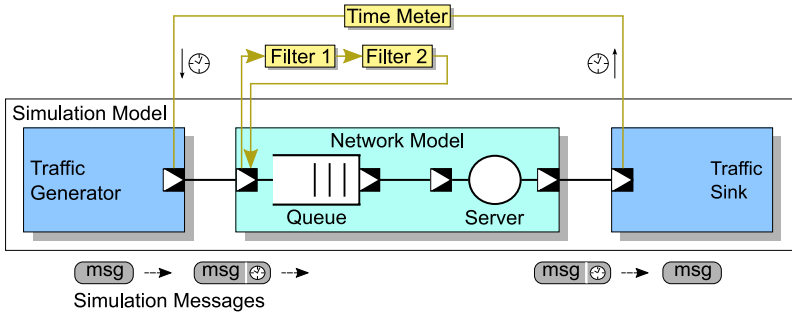 Time Meter
Filter 1
Filter 2
Simulation Model
Network Model
Traffic
Generator
Queue
Server
Traffic
Sink
msg
msg
msg
msg
Simulation Messages